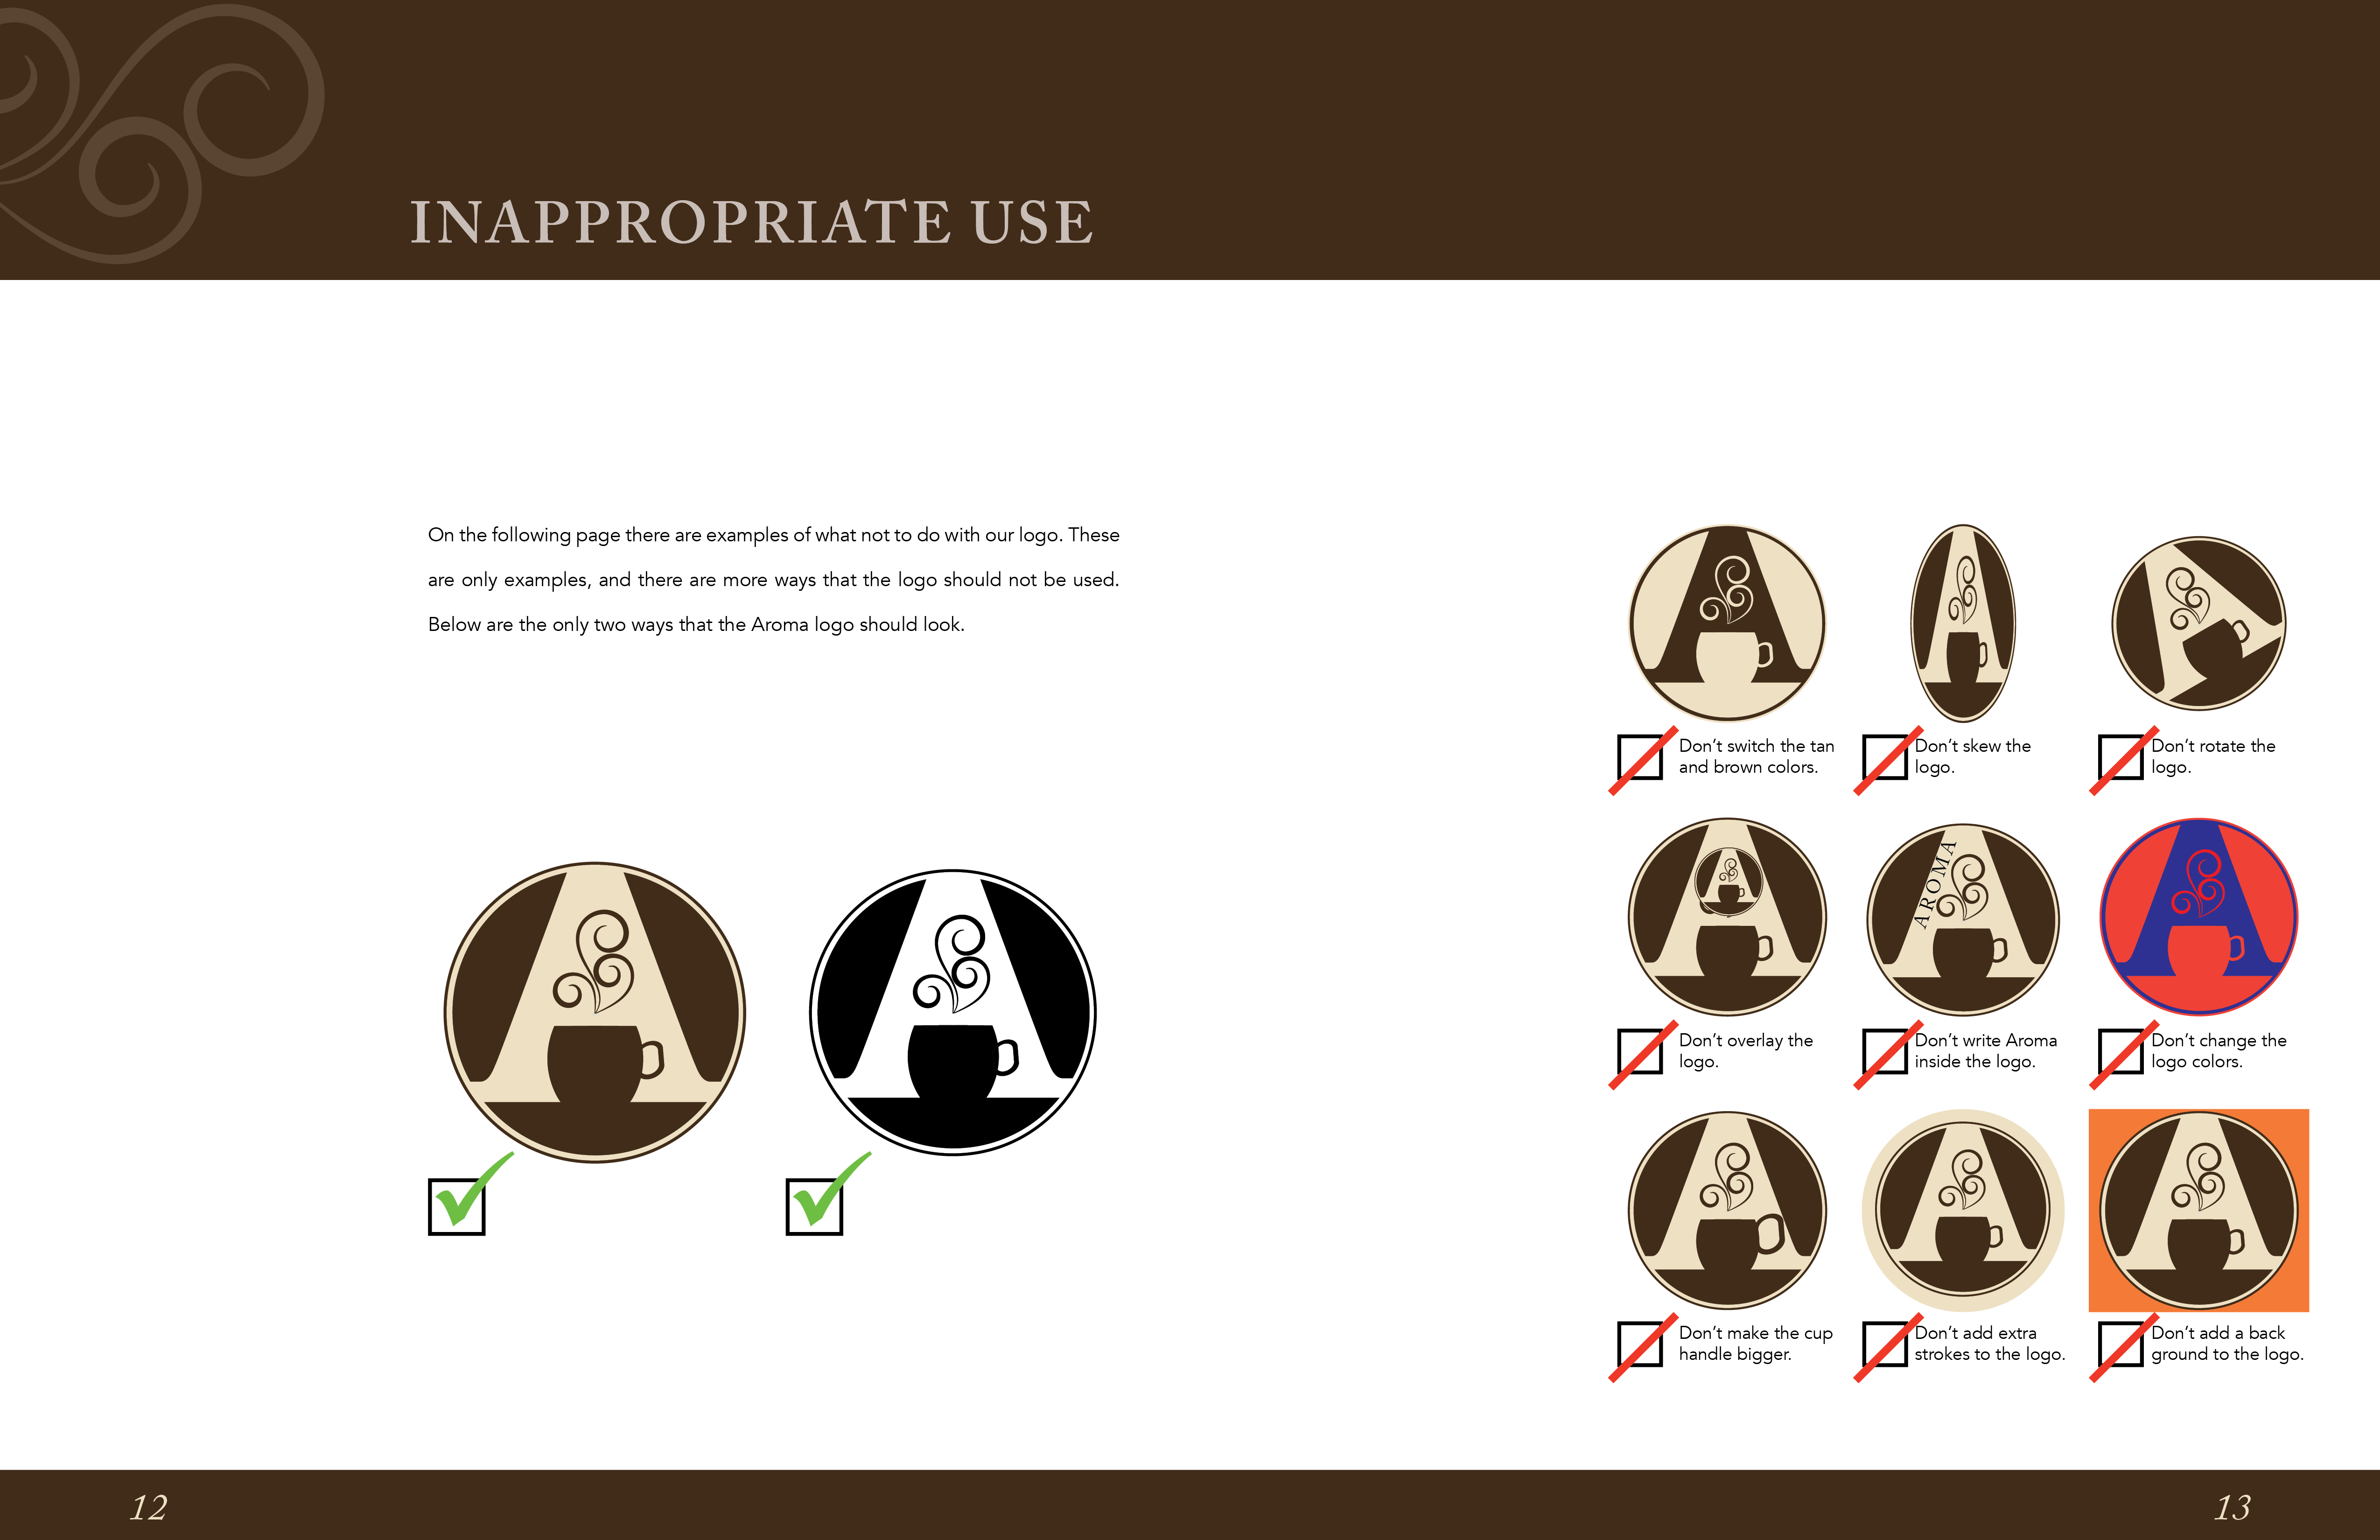 INAPPROPRIATE USE
On the following page there are examples of what not to do with our logo. These
are only examples, and there are more ways that the logo should not be used.
Below are the only two ways that the Aroma logo should look.
Don’t switch the tan
and brown colors.
Don’t skew the
logo.
Don’t rotate the
logo.
AROMA
Don’t overlay the
logo.
Don’t write Aroma
inside the logo.
Don’t change the
logo colors.
Don’t make the cup
handle bigger.
Don’t add extra
strokes to the logo.
Don’t add a back
ground to the logo.
12
13